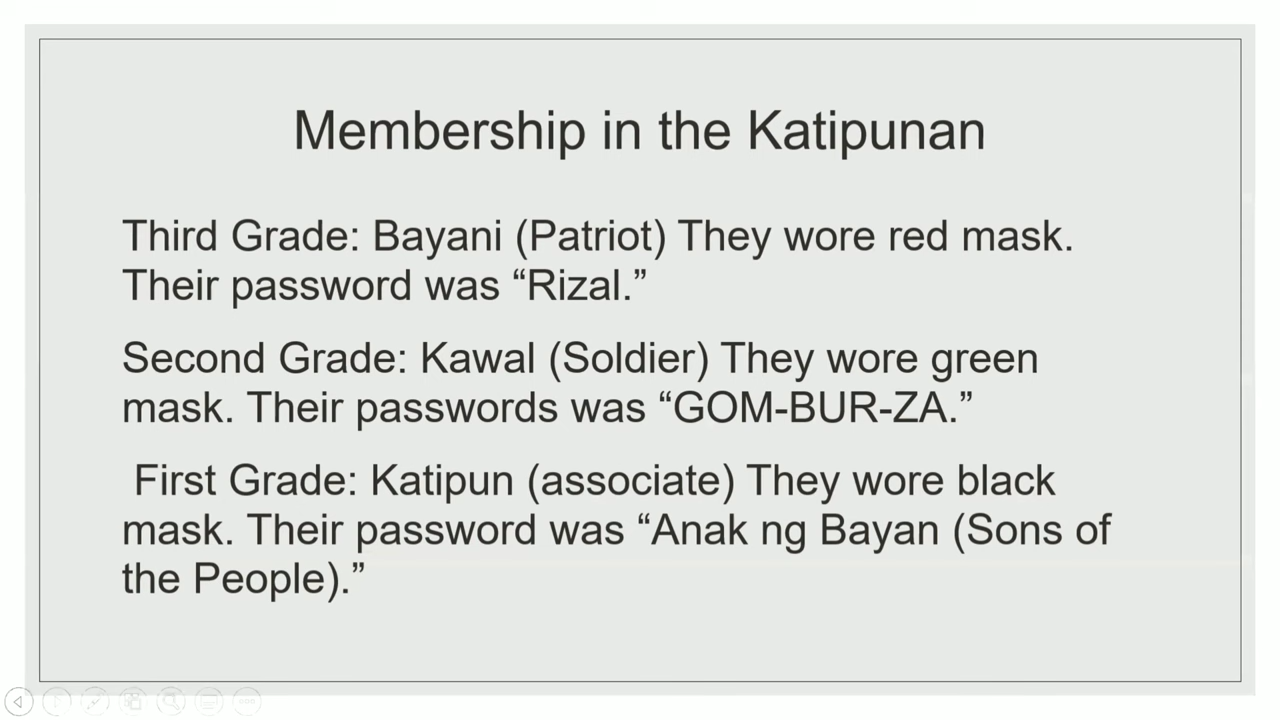 Membership in the Katipunan
Third Grade: Bayani (Patriot) They wore red mask.
Their password was “Rizal.”
Second Grade: Kawal (Soldier) They wore green
mask. Their passwords was “GOM-BUR-ZA.”
First Grade: Katipun (associate) They wore black
mask. Their password was “Anak ng Bayan (Sons of
the People).”